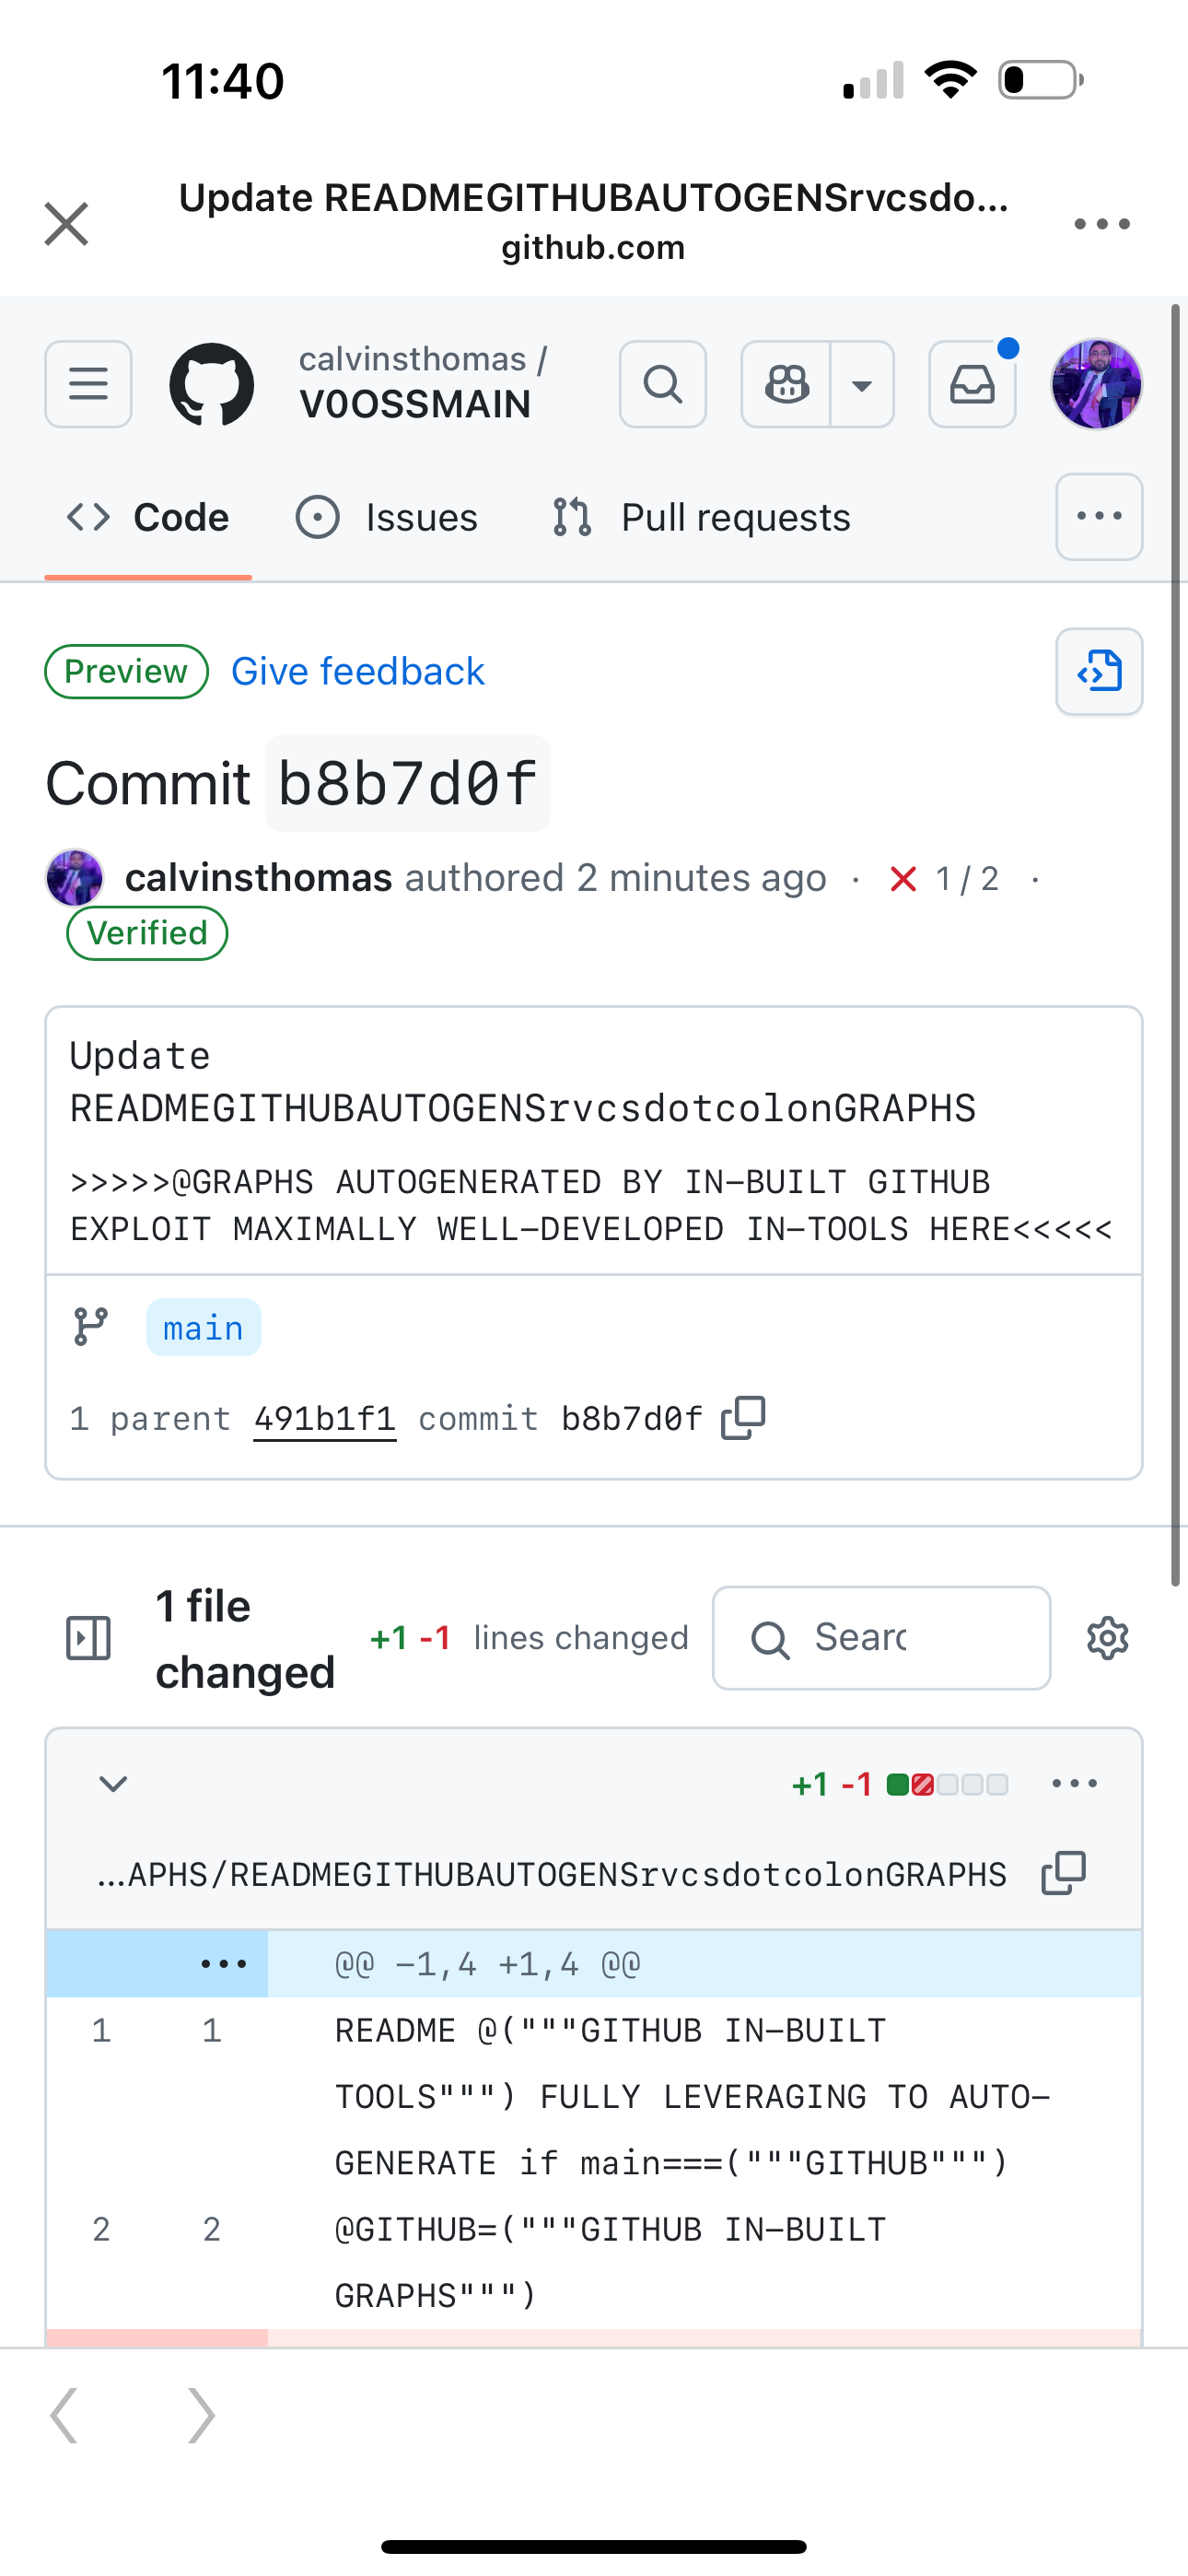 11:40
Update READMEGITHUBAUTOGENSrvcsdo...
github.com
calvinsthomas /
V0OSSMAIN
Code
Issues
Pull requests
Preview
Give feedback
Commit b8b7d0f
calvinsthomas authored 2 minutes ago · 1 / 2 ·
Verified
Update
READMEGITHUBAUTOGENSrvcsdotcolonGRAPHS
>>>>>@GRAPHS AUTOGENERATED BY IN-BUILT GITHUB
EXPLOIT MAXIMALLY WELL-DEVELOPED IN-TOOLS HERE<<<<<
main
1 parent 491b1f1 commit b8b7d0f
1 file
changed
+1 -1 lines changed
Searc
+1 -1
...APHS/READMEGITHUBAUTOGENSrvcsdotcolonGRAPHS
@@ -1,4 +1,4 @@
1 1 README @("""GITHUB IN-BUILT
TOOLS""") FULLY LEVERAGING TO AUTO-
GENERATE if main===("""GITHUB""")
2 2 @GITHUB=("""GITHUB IN-BUILT
GRAPHS""")